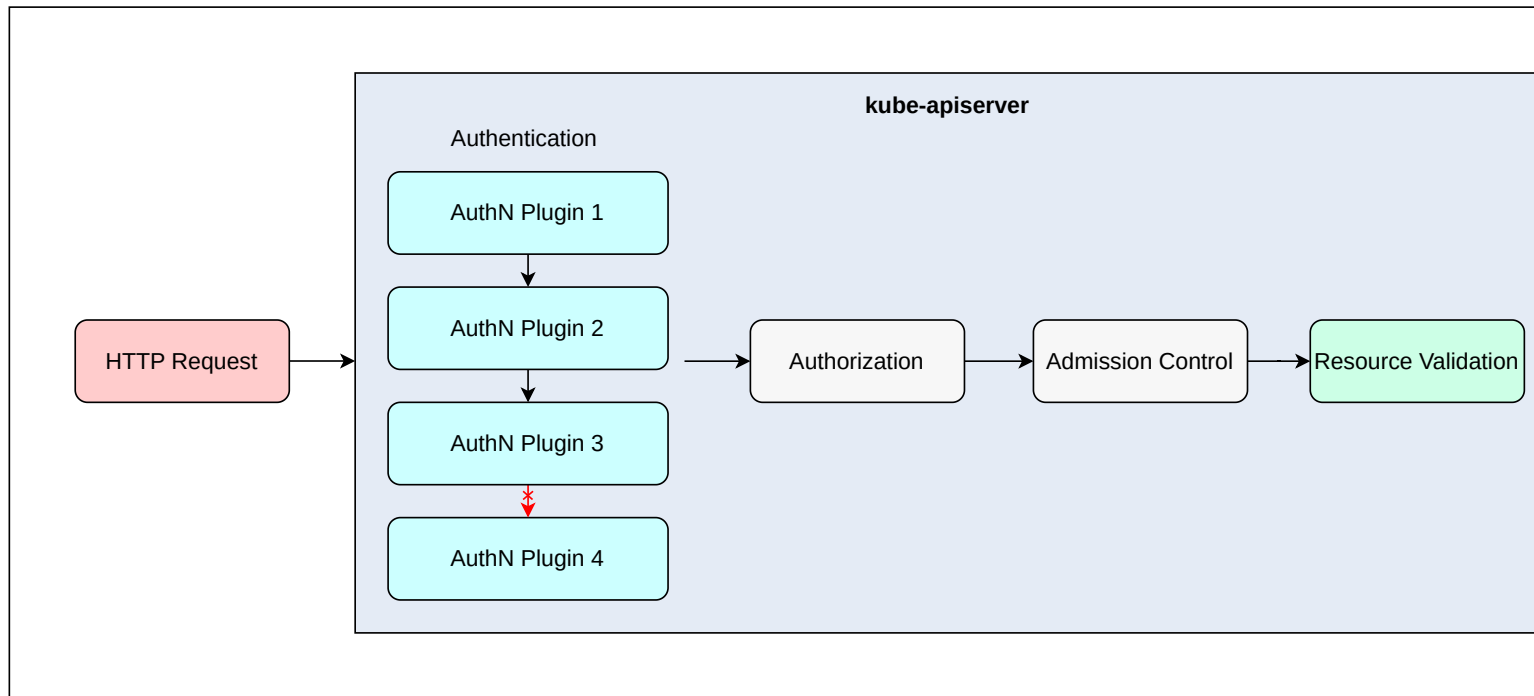 kube-apiserver
Authentication
AuthN Plugin 1
AuthN Plugin 2
AuthN Plugin 3
AuthN Plugin 4
HTTP Request
Authorization
Admission Control
Resource Validation